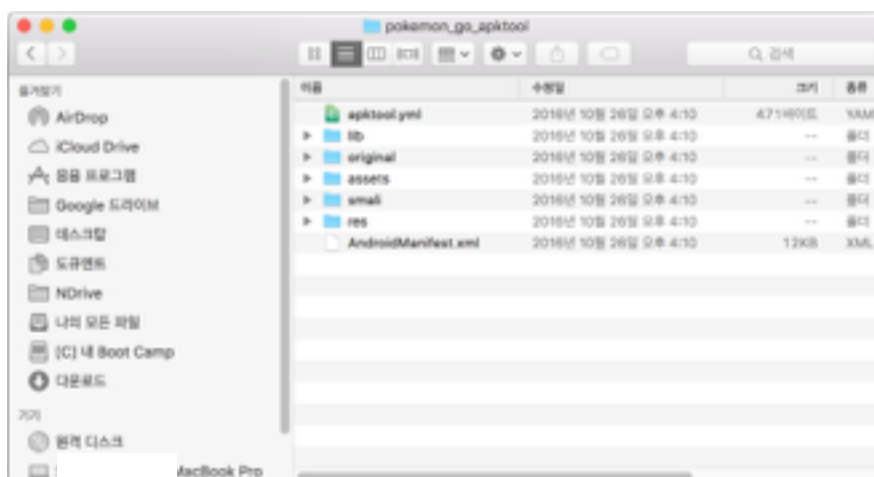 pokemon_go_apktool
검색
즐겨찾기
이름 수정일 크기 종류
AirDrop
apktool.yml 2016년 10월 26일 오후 4:10 471바이트 YAM
iCloud Drive
lib 2016년 10월 26일 오후 4:10 -- 폴더
original 2016년 10월 26일 오후 4:10 -- 폴더
응용 프로그램
assets 2016년 10월 26일 오후 4:10 -- 폴더
Google 드라이브
smali 2016년 10월 26일 오후 4:10 -- 폴더
res 2016년 10월 26일 오후 4:10 -- 폴더
데스크탑
AndroidManifest.xml 2016년 10월 26일 오후 4:10 12KB XML
도큐멘트
NDrive
나의 모든 파일
[C] 내 Boot Camp
다운로드
기기
원격 디스크
MacBook Pro